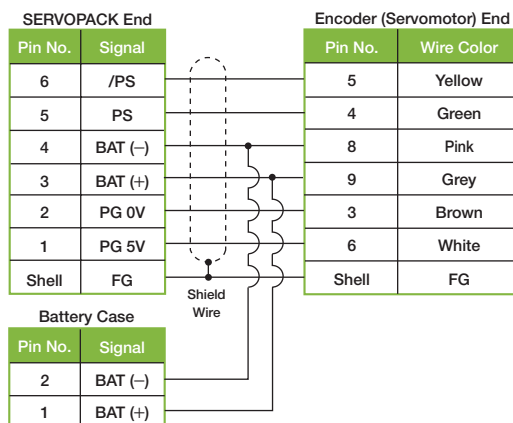 SERVOPACK End
Pin No. Signal
6 /PS
5 PS
4 BAT (−)
3 BAT (+)
2 PG 0V
1 PG 5V
Shell FG
Shield
Wire
Encoder (Servomotor) End
Pin No. Wire Color
5 Yellow
4 Green
8 Pink
9 Grey
3 Brown
6 White
Shell FG
Battery Case
Pin No. Signal
2 BAT (−)
1 BAT (+)